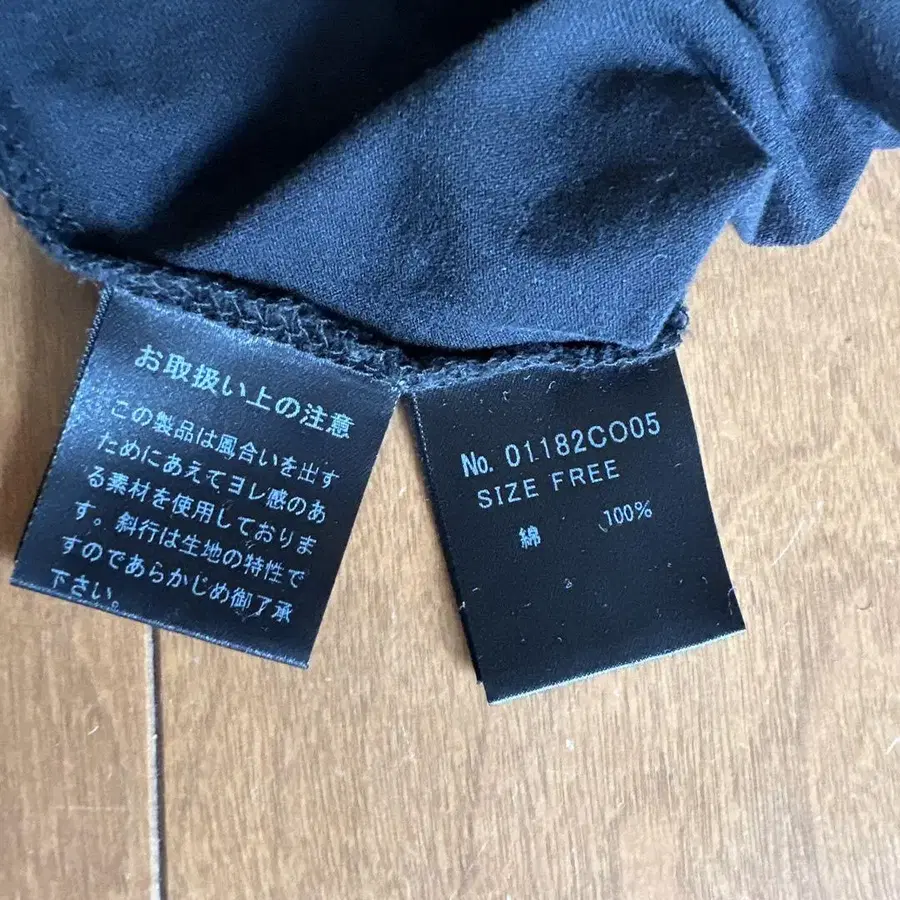 お取扱い上の注意
この製品は風合いを出す
ためにあえてヨレ感のあ
る素材を使用しておりま
す。斜行は生地の特性で
すのであらかじめ御了承
下さい。
No. 01182CO05
SIZE FREE
綿 100%